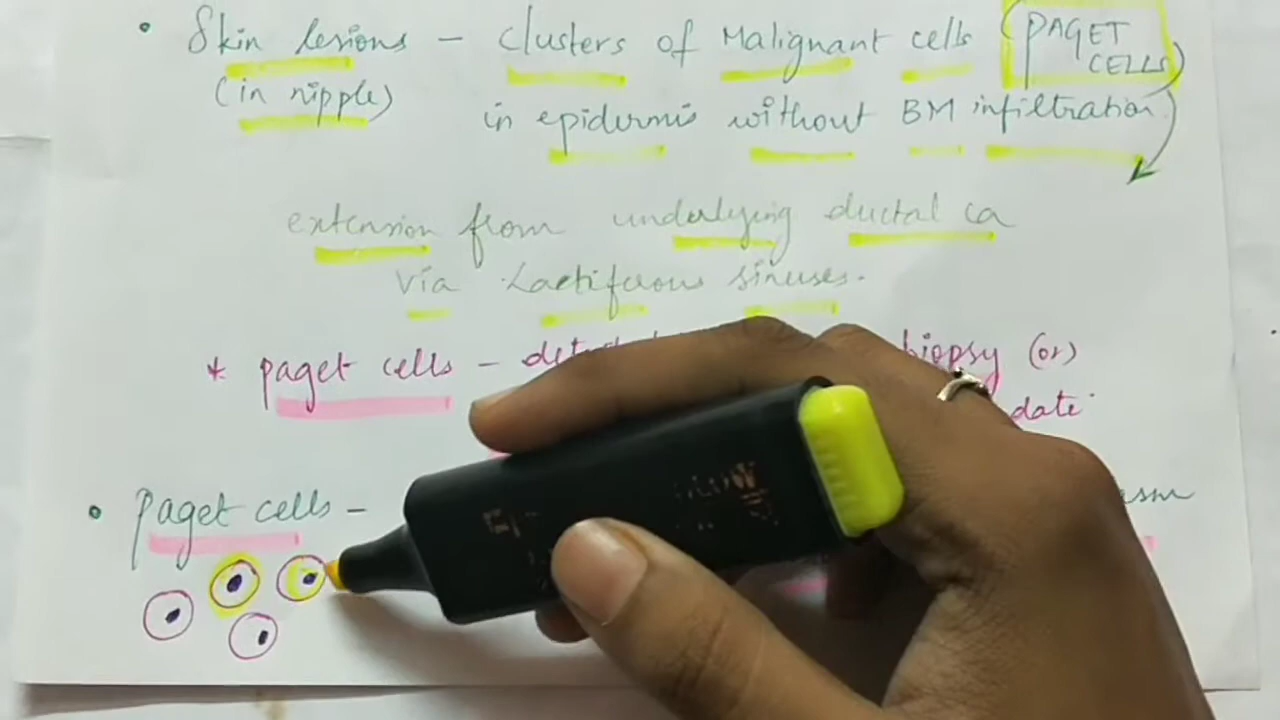 • Skin lesions – clusters of Malignant cells (PAGET CELLS)
(in nipple)
in epidermis without BM infiltration
extension from underlying ductal ca
via Lactiferous sinuses.
* paget cells – biopsy (or)
date
• Paget cells –